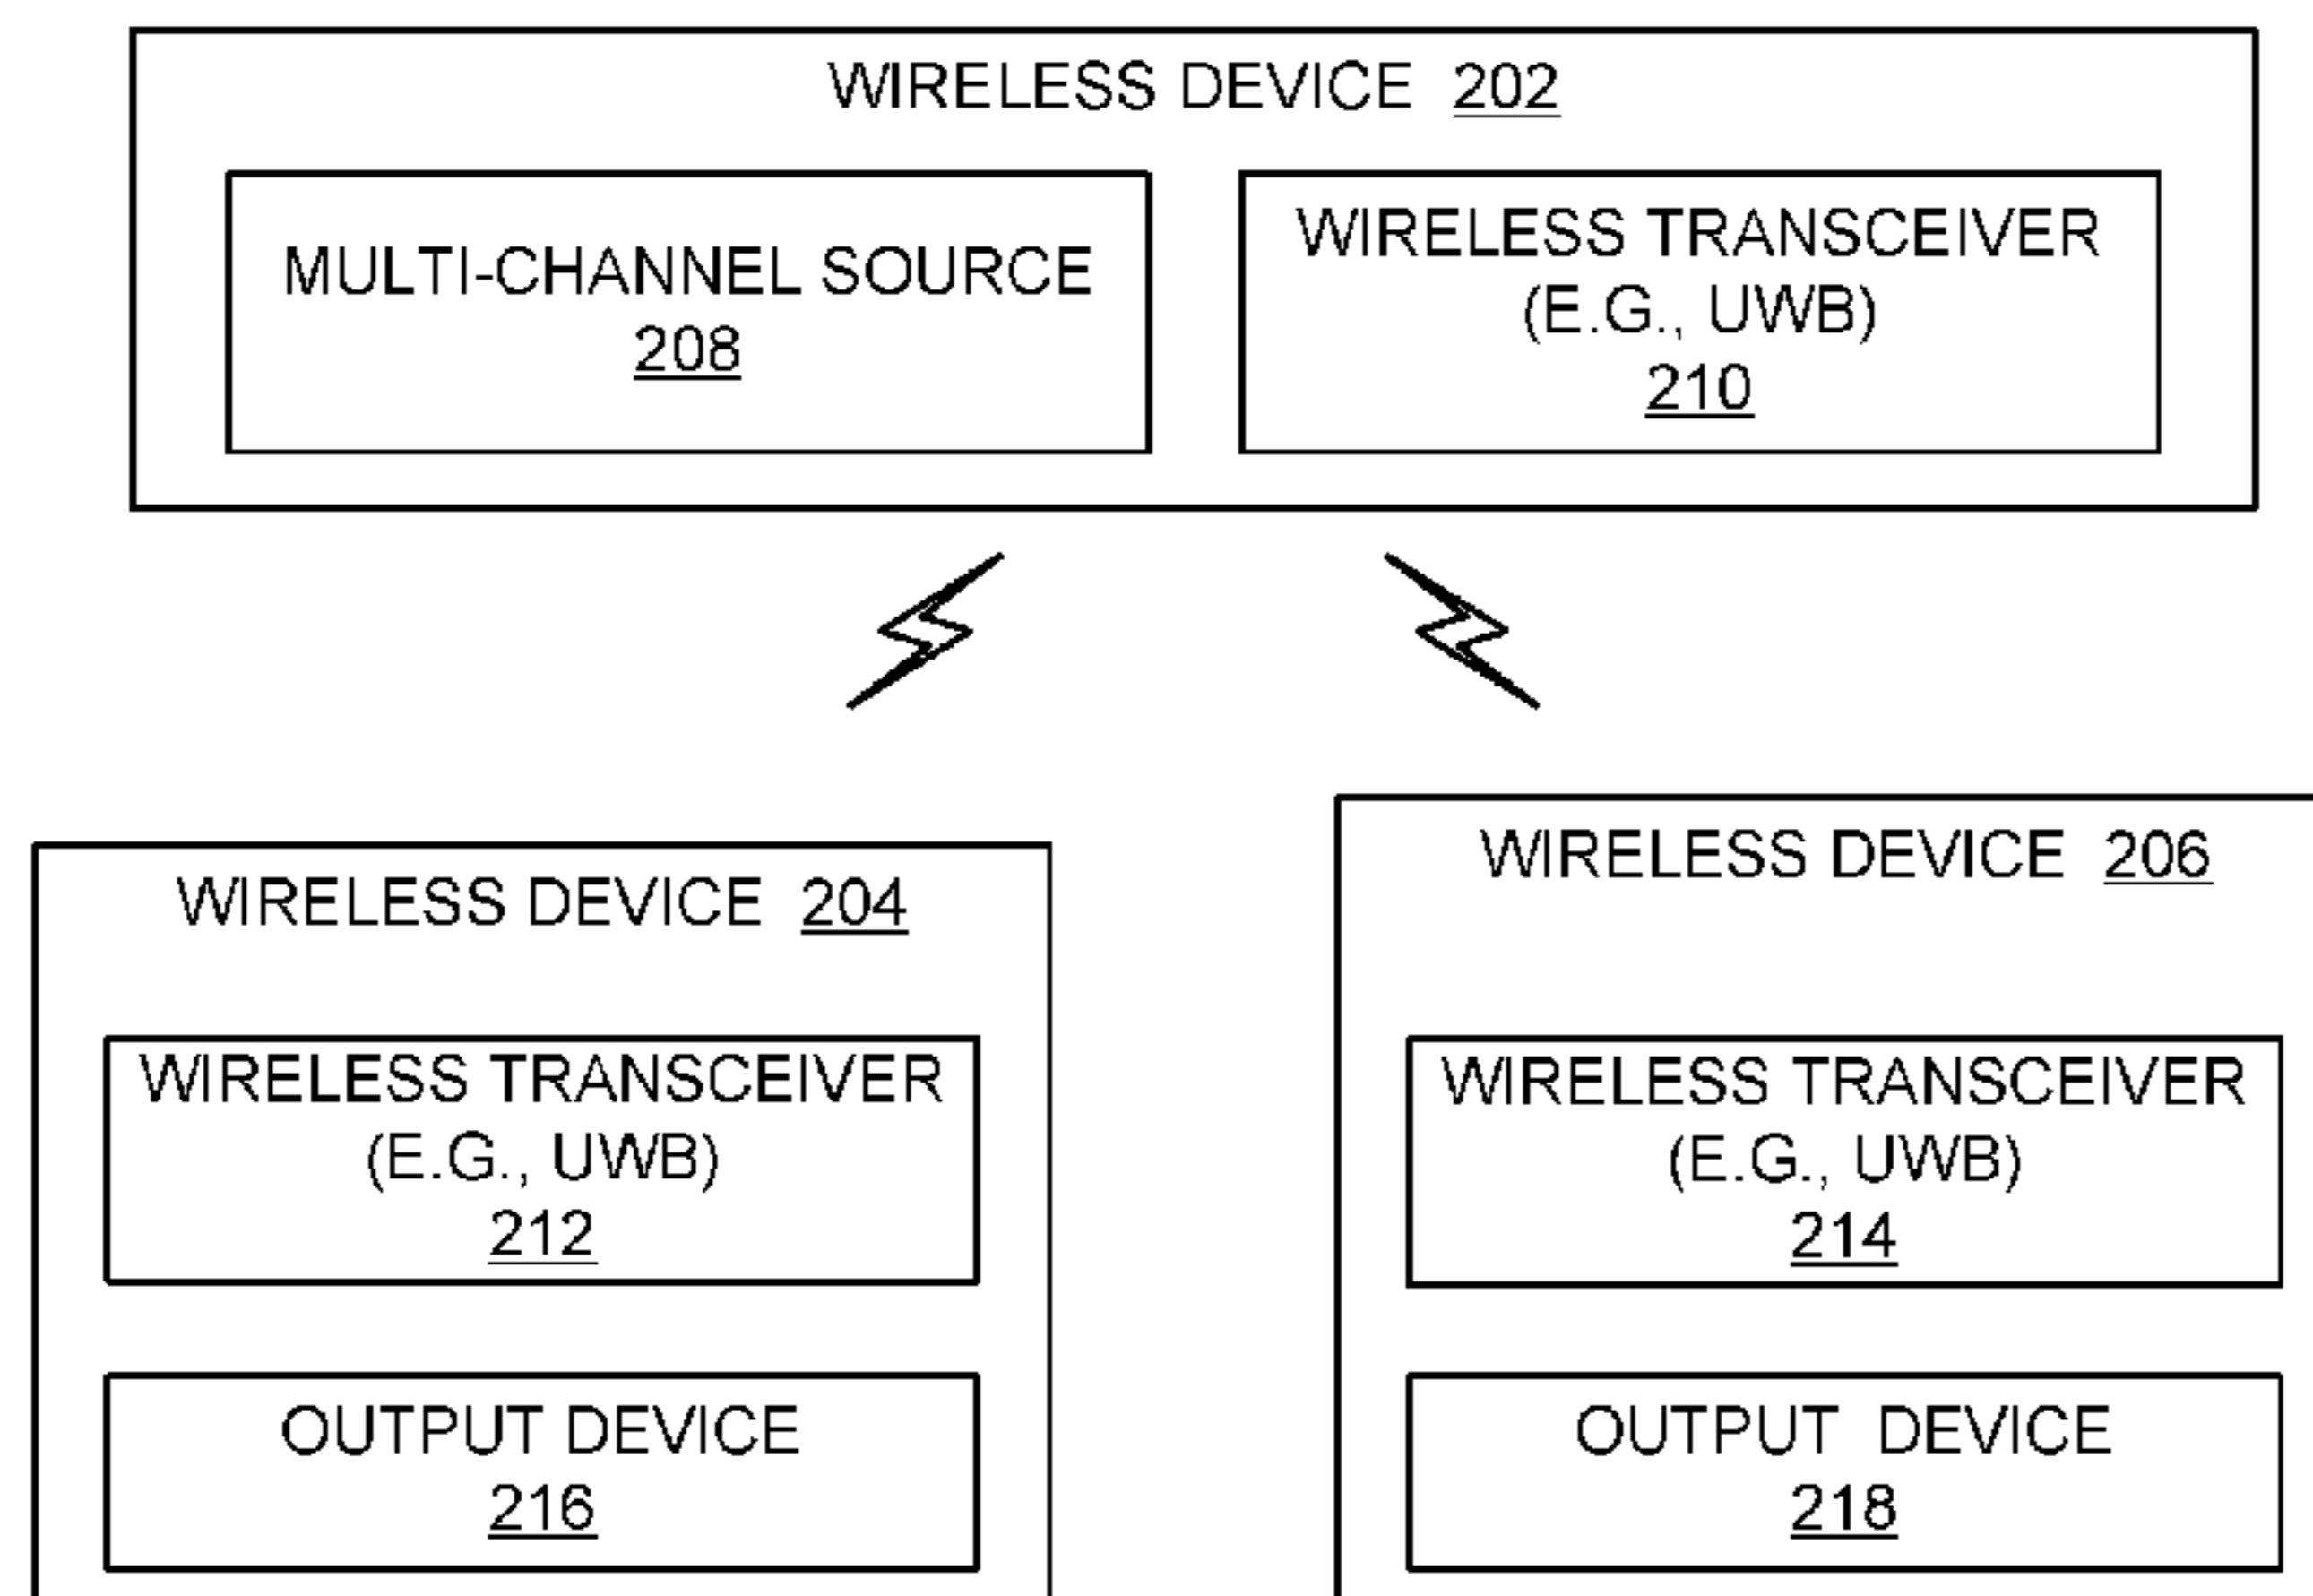 WIRELESS DEVICE 202
MULTI-CHANNEL SOURCE
208
WIRELESS TRANSCEIVER
(E.G., UWB)
210
WIRELESS DEVICE 204
WIRELESS TRANSCEIVER
(E.G., UWB)
212
OUTPUT DEVICE
216
WIRELESS DEVICE 206
WIRELESS TRANSCEIVER
(E.G., UWB)
214
OUTPUT DEVICE
218